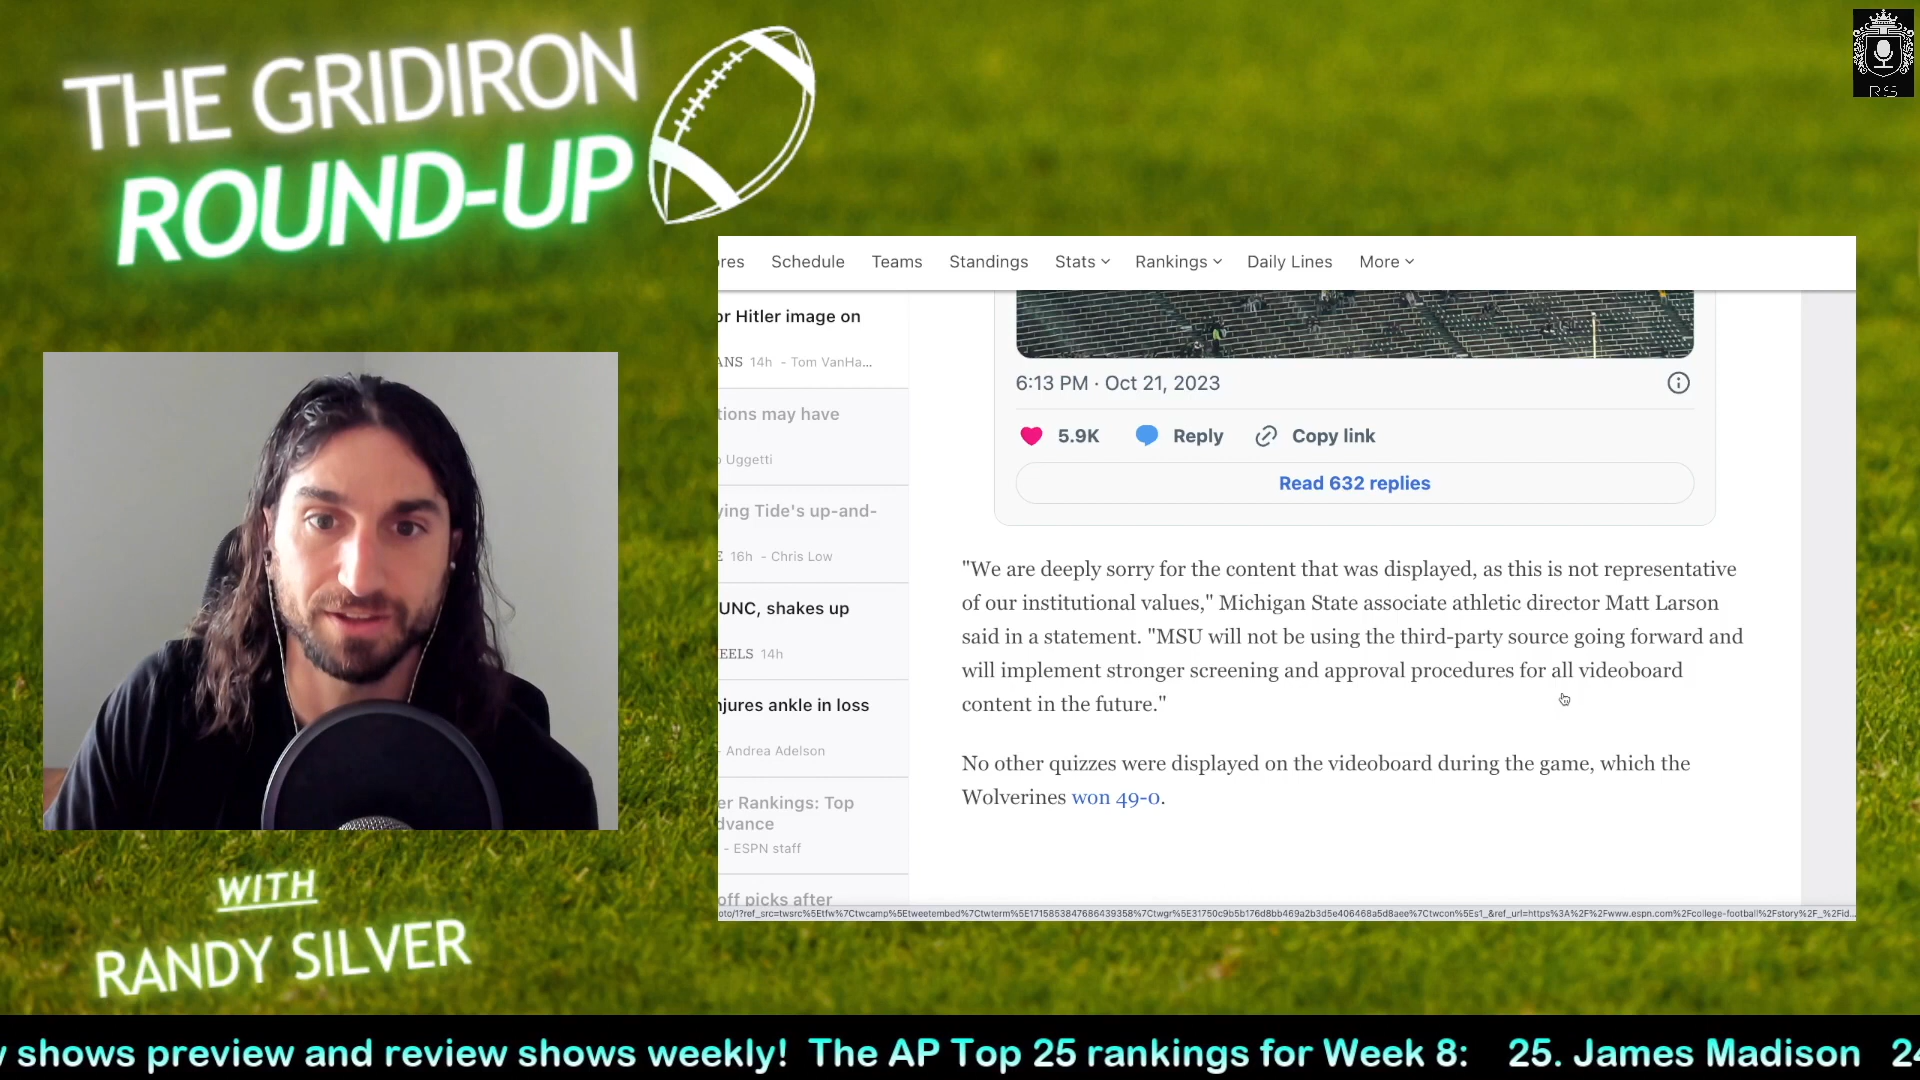 THE GRIDIRON
ROUND-UP
RS
Schedule Teams Standings Stats Rankings Daily Lines More
or Hitler image on
ANS 14h - Tom VanHa...
tions may have
Uggetti
ying Tide's up-and-
E 16h - Chris Low
UNC, shakes up
EELS 14h
njures ankle in loss
- Andrea Adelson
er Rankings: Top
dvance
- ESPN staff
off picks after
6:13 PM · Oct 21, 2023
5.9K Reply Copy link
Read 632 replies
"We are deeply sorry for the content that was displayed, as this is not representative
of our institutional values," Michigan State associate athletic director Matt Larson
said in a statement. "MSU will not be using the third-party source going forward and
will implement stronger screening and approval procedures for all videoboard
content in the future."
No other quizzes were displayed on the videoboard during the game, which the
Wolverines won 49-0.
WITH
RANDY SILVER
shows preview and review shows weekly! The AP Top 25 rankings for Week 8: 25. James Madison 24